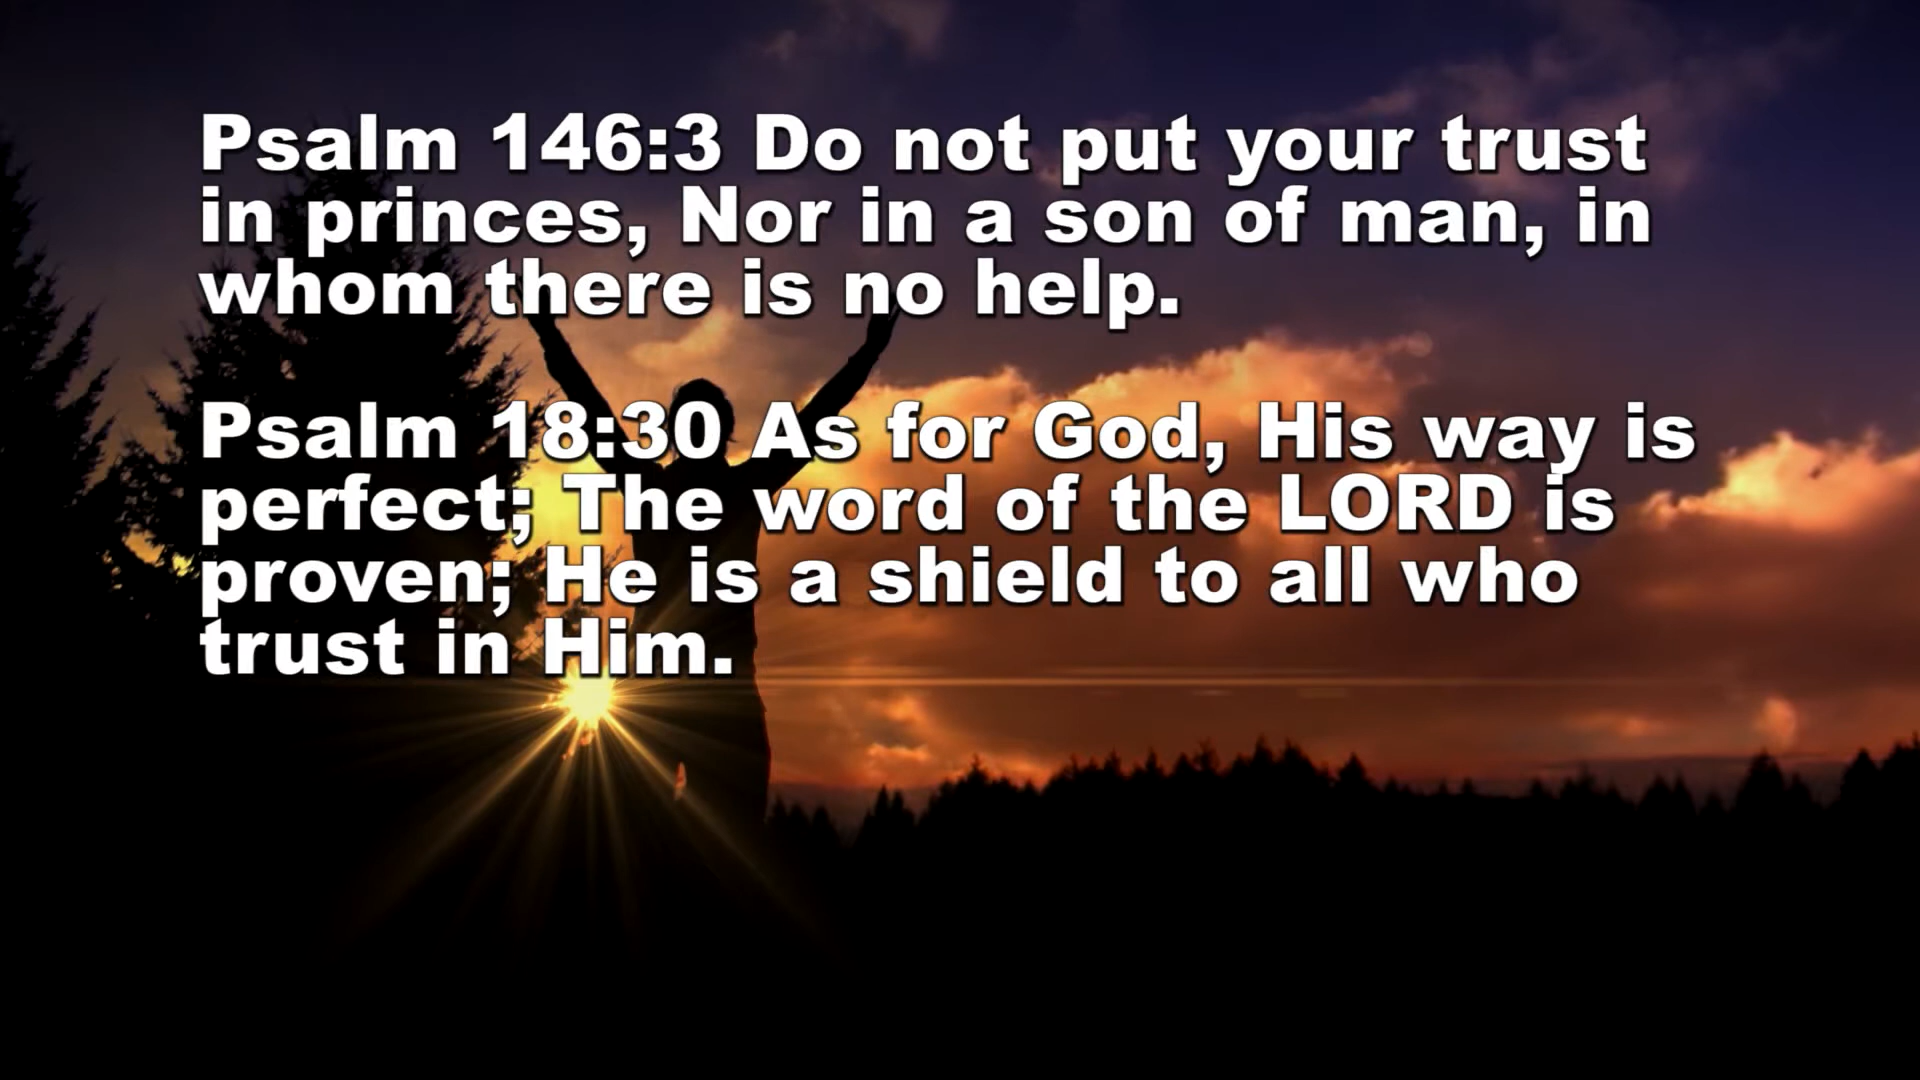 Psalm 146:3 Do not put your trust
in princes, Nor in a son of man, in
whom there is no help.
Psalm 18:30 As for God, His way is
perfect; The word of the LORD is
proven; He is a shield to all who
trust in Him.